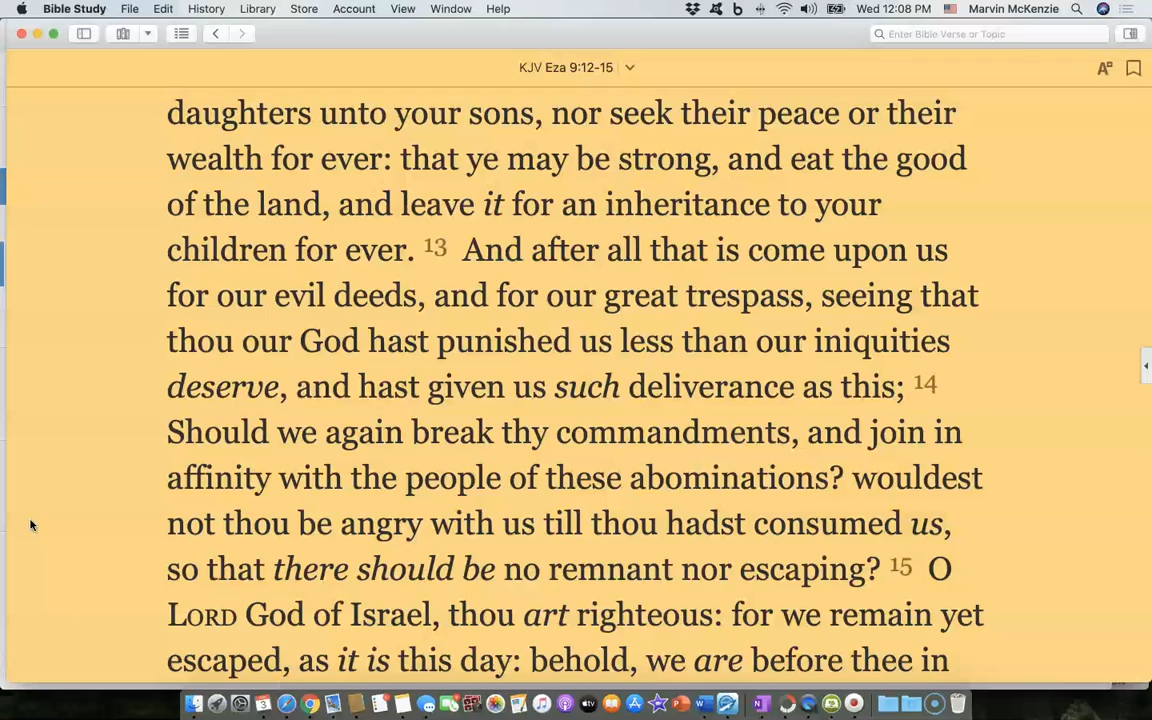 Bible Study File Edit History Library Store Account View Window Help Wed 12:08 PM Marvin McKenzie
Enter Bible Verse or Topic
KJV Eza 9:12-15
daughters unto your sons, nor seek their peace or their
wealth for ever: that ye may be strong, and eat the good
of the land, and leave it for an inheritance to your
children for ever. 13 And after all that is come upon us
for our evil deeds, and for our great trespass, seeing that
thou our God hast punished us less than our iniquities
deserve, and hast given us such deliverance as this; 14
Should we again break thy commandments, and join in
affinity with the people of these abominations? wouldest
not thou be angry with us till thou hadst consumed us,
so that there should be no remnant nor escaping? 15 O
LORD God of Israel, thou art righteous: for we remain yet
escaped, as it is this day: behold, we are before thee in